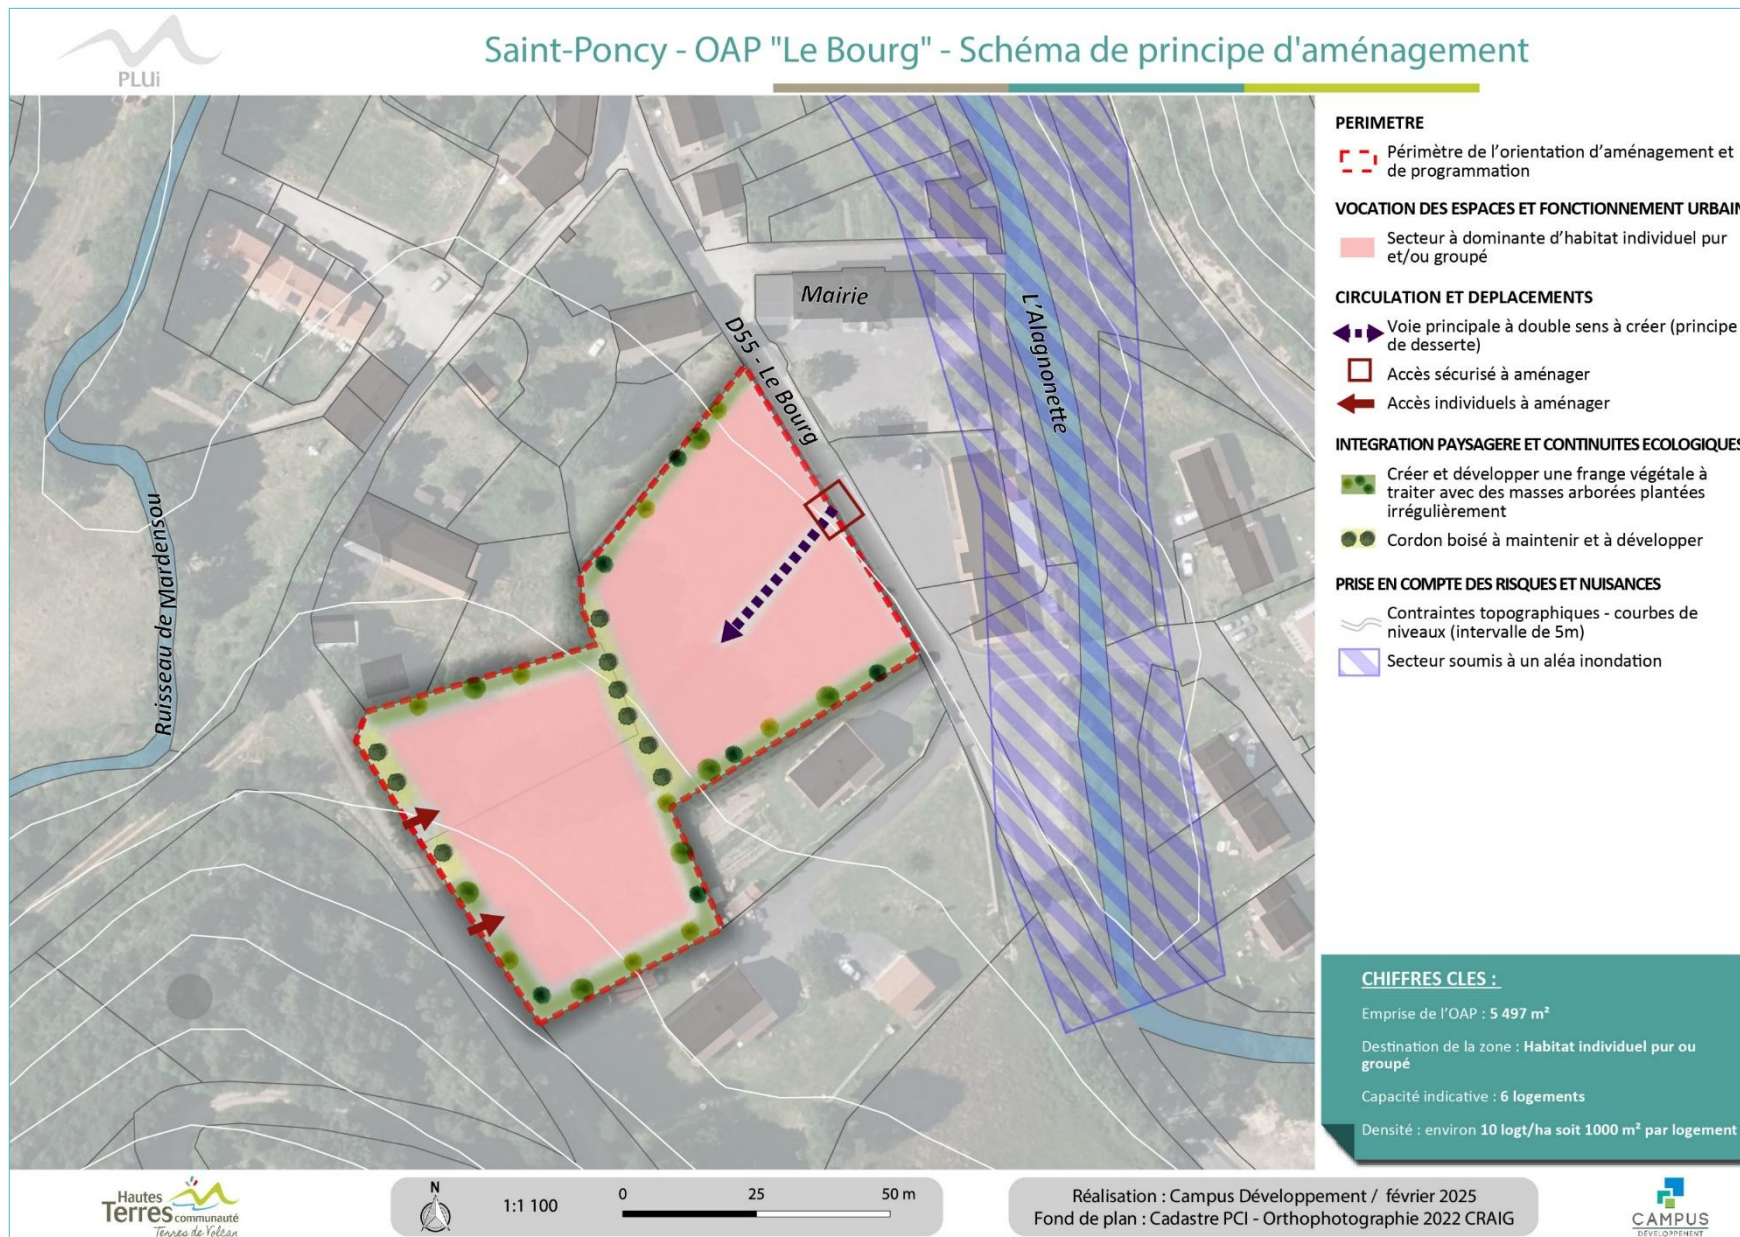 PLUi
Saint-Poncy - OAP "Le Bourg" - Schéma de principe d'aménagement
PERIMETRE
Périmètre de l'orientation d'aménagement et
de programmation
VOCATION DES ESPACES ET FONCTIONNEMENT URBAIN
Secteur à dominante d'habitat individuel pur
et/ou groupé
CIRCULATION ET DEPLACEMENTS
Voie principale à double sens à créer (principe
de desserte)
Accès sécurisé à aménager
Accès individuels à aménager
INTEGRATION PAYSAGERE ET CONTINUITES ECOLOGIQUES
Créer et développer une frange végétale à
traiter avec des masses arborées plantées
irrégulièrement
Cordon boisé à maintenir et à développer
PRISE EN COMPTE DES RISQUES ET NUISANCES
Contraintes topographiques - courbes de
niveaux (intervalle de 5m)
Secteur soumis à un aléa inondation
Mairie
D55 - Le Bourg
L'Alagnonette
Ruisseau de Mardensou
CHIFFRES CLES :
Emprise de l'OAP : 5 497 m²
Destination de la zone : Habitat individuel pur ou
groupé
Capacité indicative : 6 logements
Densité : environ 10 logt/ha soit 1000 m² par logement
Hautes
Terres communauté
Terres de Volcan
N
1:1 100
0 25 50 m
Réalisation : Campus Développement / février 2025
Fond de plan : Cadastre PCI - Orthophotographie 2022 CRAIG
CAMPUS
DÉVELOPPEMENT